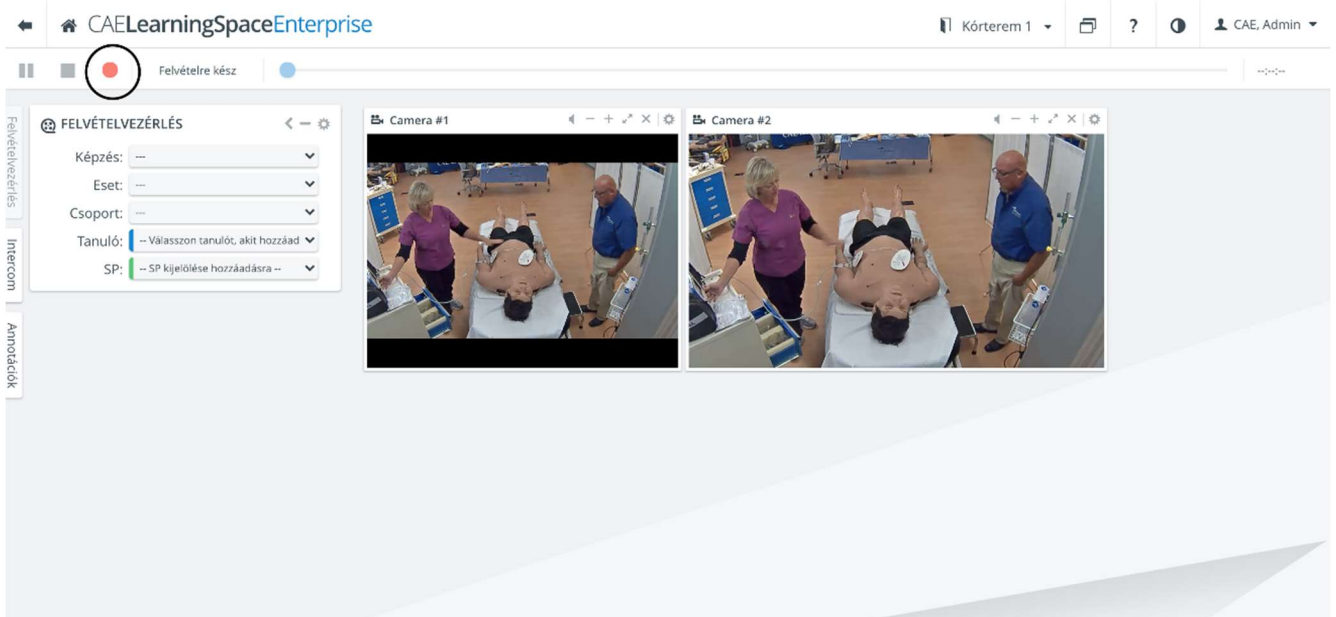 CAELearningSpaceEnterprise
Kórterem 1
?
CAE, Admin
Felvételre kész
--:--:--
Felvételvezérlés
Intercom
Annotációk
FELVÉTELVEZÉRLÉS
Képzés: ---
Eset: ---
Csoport: ---
Tanuló: -- Válasszon tanulót, akit hozzáad
SP: -- SP kijelölése hozzáadásra --
Camera #1
Camera #2